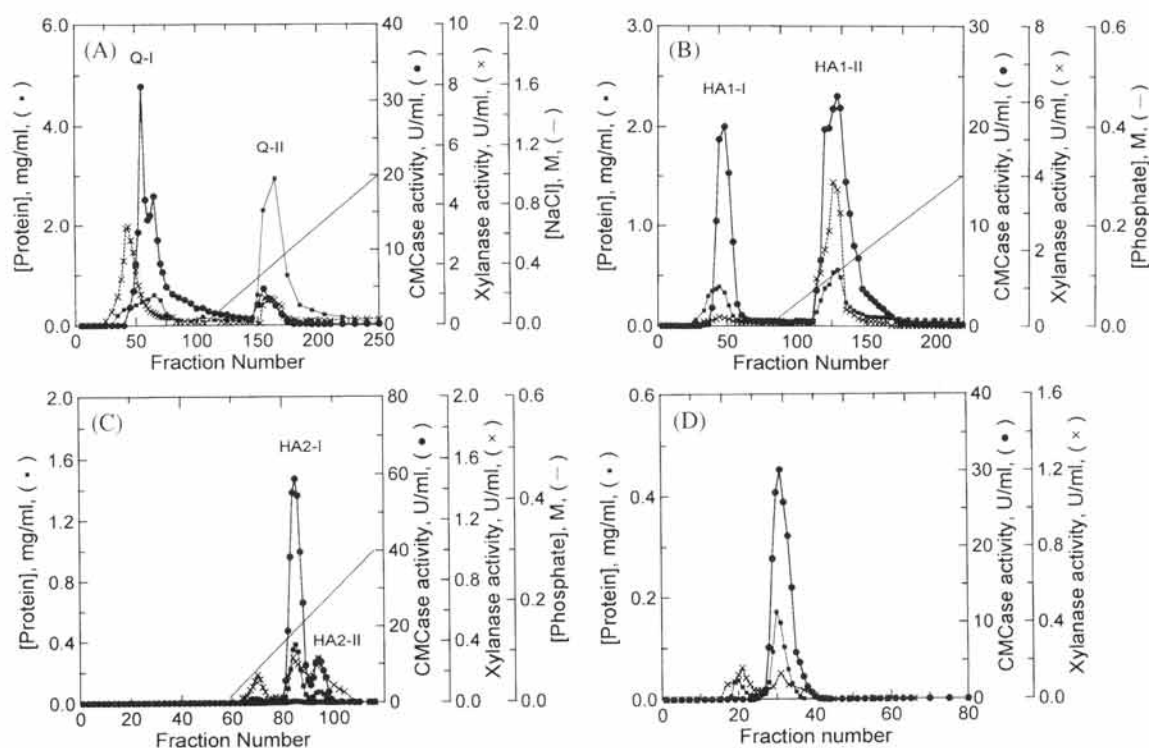 (A)
Q-I
Q-II
[Protein], mg/ml, ( • )
6.0
4.0
2.0
0.0
0 50 100 150 200 250
Fraction Number
40
30
20
10
0
CMCase activity, U/ml, ( ● )
10
8
6
4
2
0
Xylanase activity, U/ml, ( × )
2.0
1.6
1.2
0.8
0.4
0.0
[NaCl], M, ( — )
(B)
HA1-I
HA1-II
[Protein], mg/ml, ( • )
3.0
2.0
1.0
0.0
0 50 100 150 200
Fraction Number
30
20
10
0
CMCase activity, U/ml, ( ● )
8
6
4
2
0
Xylanase activity, U/ml, ( × )
0.6
0.4
0.2
0.0
[Phosphate], M, ( — )
(C)
HA2-I
HA2-II
[Protein], mg/ml, ( • )
2.0
1.6
1.2
0.8
0.4
0.0
0 20 40 60 80 100
Fraction Number
80
60
40
20
0
CMCase activity, U/ml, ( ● )
2.0
1.6
1.2
0.8
0.4
0.0
Xylanase activity, U/ml, ( × )
0.6
0.4
0.2
0.0
[Phosphate], M, ( — )
(D)
[Protein], mg/ml, ( • )
0.6
0.4
0.2
0.0
0 20 40 60 80
Fraction number
40
30
20
10
0
CMCase activity, U/ml, ( ● )
1.6
1.2
0.8
0.4
0.0
Xylanase activity, U/ml, ( × )